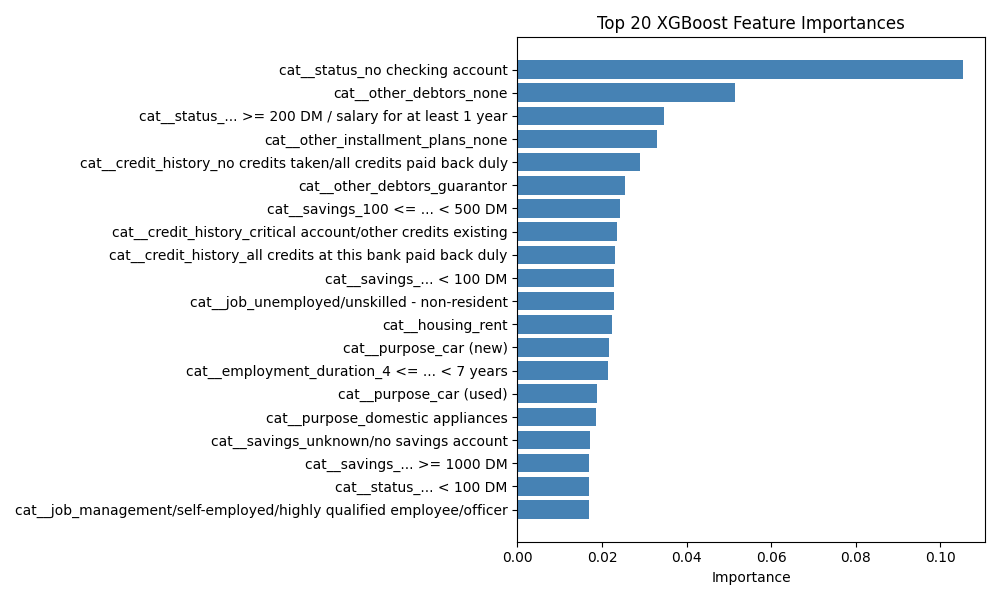 Top 20 XGBoost Feature Importances
cat__status_no checking account
cat__other_debtors_none
cat__status_... >= 200 DM / salary for at least 1 year
cat__other_installment_plans_none
cat__credit_history_no credits taken/all credits paid back duly
cat__other_debtors_guarantor
cat__savings_100 <= ... < 500 DM
cat__credit_history_critical account/other credits existing
cat__credit_history_all credits at this bank paid back duly
cat__savings_... < 100 DM
cat__job_unemployed/unskilled - non-resident
cat__housing_rent
cat__purpose_car (new)
cat__employment_duration_4 <= ... < 7 years
cat__purpose_car (used)
cat__purpose_domestic appliances
cat__savings_unknown/no savings account
cat__savings_... >= 1000 DM
cat__status_... < 100 DM
cat__job_management/self-employed/highly qualified employee/officer
0.00 0.02 0.04 0.06 0.08 0.10
Importance